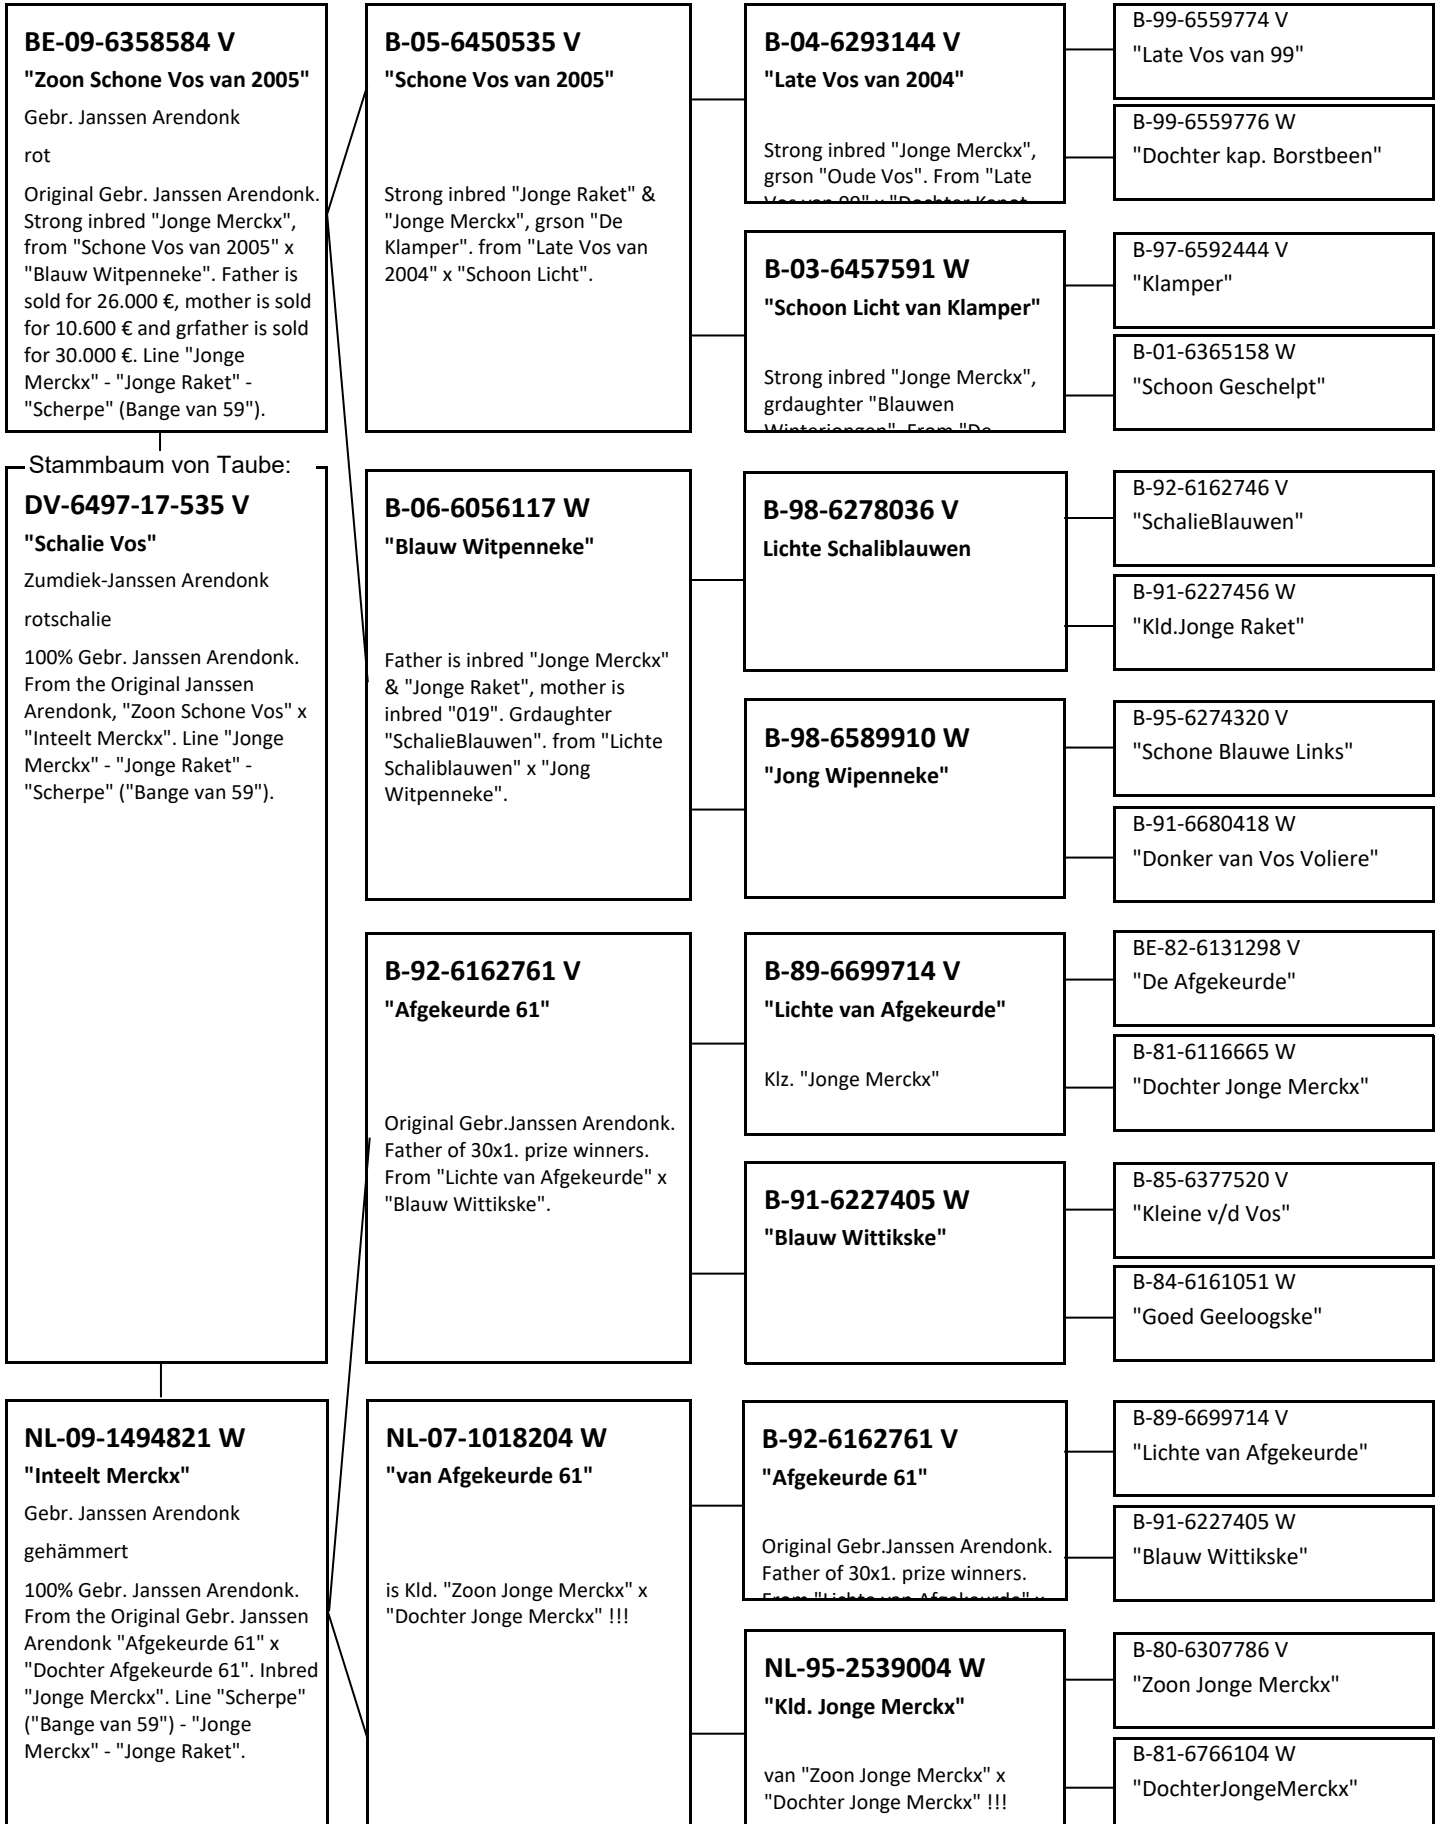 BE-09-6358584 V
"Zoon Schone Vos van 2005"
Gebr. Janssen Arendonk
rot
Original Gebr. Janssen Arendonk.
Strong inbred "Jonge Merckx",
from "Schone Vos van 2005" x
"Blauw Witpenneke". Father is
sold for 26.000 €, mother is sold
for 10.600 € and grfather is sold
for 30.000 €. Line "Jonge
Merckx" - "Jonge Raket" -
"Scherpe" (Bange van 59").
Stammbaum von Taube:
DV-6497-17-535 V
"Schalie Vos"
Zumdiek-Janssen Arendonk
rotschalie
100% Gebr. Janssen Arendonk.
From the Original Janssen
Arendonk, "Zoon Schone Vos" x
"Inteelt Merckx". Line "Jonge
Merckx" - "Jonge Raket" -
"Scherpe" ("Bange van 59").
NL-09-1494821 W
"Inteelt Merckx"
Gebr. Janssen Arendonk
gehämmert
100% Gebr. Janssen Arendonk.
From the Original Gebr. Janssen
Arendonk "Afgekeurde 61" x
"Dochter Afgekeurde 61". Inbred
"Jonge Merckx". Line "Scherpe"
("Bange van 59") - "Jonge
Merckx" - "Jonge Raket".
B-05-6450535 V
"Schone Vos van 2005"
Strong inbred "Jonge Raket" &
"Jonge Merckx", grson "De
Klamper". from "Late Vos van
2004" x "Schoon Licht".
B-06-6056117 W
"Blauw Witpenneke"
Father is inbred "Jonge Merckx"
& "Jonge Raket", mother is
inbred "019". Grdaughter
"SchalieBlauwen". from "Lichte
Schaliblauwen" x "Jong
Witpenneke".
B-92-6162761 V
"Afgekeurde 61"
Original Gebr.Janssen Arendonk.
Father of 30x1. prize winners.
From "Lichte van Afgekeurde" x
"Blauw Wittikske".
NL-07-1018204 W
"van Afgekeurde 61"
is Kld. "Zoon Jonge Merckx" x
"Dochter Jonge Merckx" !!!
B-04-6293144 V
"Late Vos van 2004"
Strong inbred "Jonge Merckx",
grson "Oude Vos". From "Late
Vos van 99" x "Dochter Kapot
B-03-6457591 W
"Schoon Licht van Klamper"
Strong inbred "Jonge Merckx",
grdaughter "Blauwen
Winterjongen". From "De
B-98-6278036 V
Lichte Schaliblauwen
B-98-6589910 W
"Jong Wipenneke"
B-89-6699714 V
"Lichte van Afgekeurde"
Klz. "Jonge Merckx"
B-91-6227405 W
"Blauw Wittikske"
B-92-6162761 V
"Afgekeurde 61"
Original Gebr.Janssen Arendonk.
Father of 30x1. prize winners.
From "Lichte van Afgekeurde" x
NL-95-2539004 W
"Kld. Jonge Merckx"
van "Zoon Jonge Merckx" x
"Dochter Jonge Merckx" !!!
B-99-6559774 V
"Late Vos van 99"
B-99-6559776 W
"Dochter kap. Borstbeen"
B-97-6592444 V
"Klamper"
B-01-6365158 W
"Schoon Geschelpt"
B-92-6162746 V
"SchalieBlauwen"
B-91-6227456 W
"Kld.Jonge Raket"
B-95-6274320 V
"Schone Blauwe Links"
B-91-6680418 W
"Donker van Vos Voliere"
BE-82-6131298 V
"De Afgekeurde"
B-81-6116665 W
"Dochter Jonge Merckx"
B-85-6377520 V
"Kleine v/d Vos"
B-84-6161051 W
"Goed Geeloogske"
B-89-6699714 V
"Lichte van Afgekeurde"
B-91-6227405 W
"Blauw Wittikske"
B-80-6307786 V
"Zoon Jonge Merckx"
B-81-6766104 W
"DochterJongeMerckx"